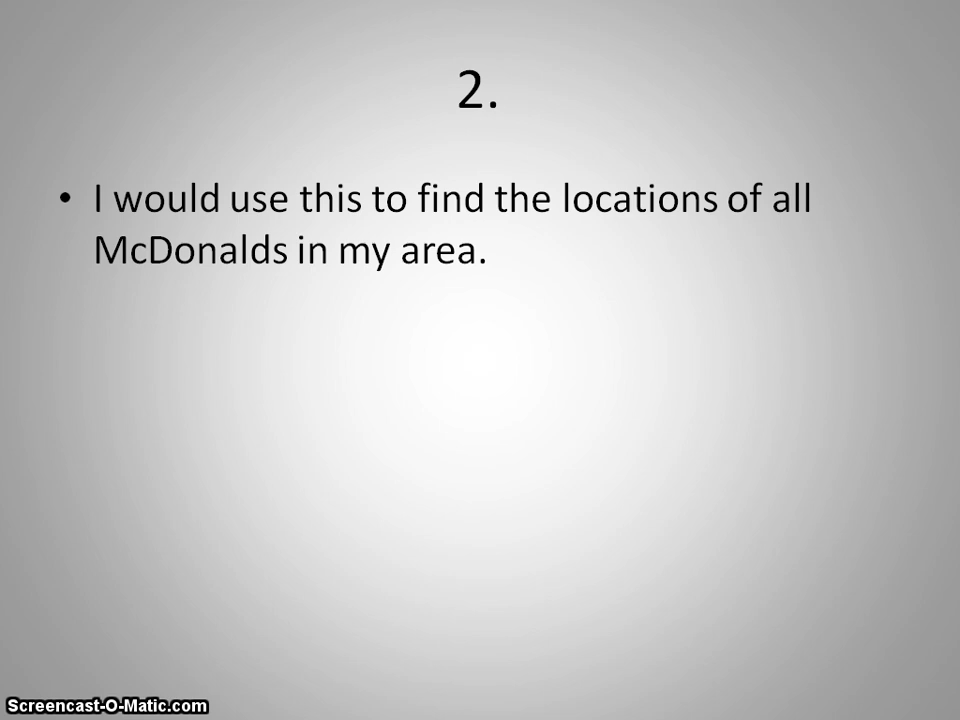 2.
• I would use this to find the locations of all
McDonalds in my area.
Screencast-O-Matic.com